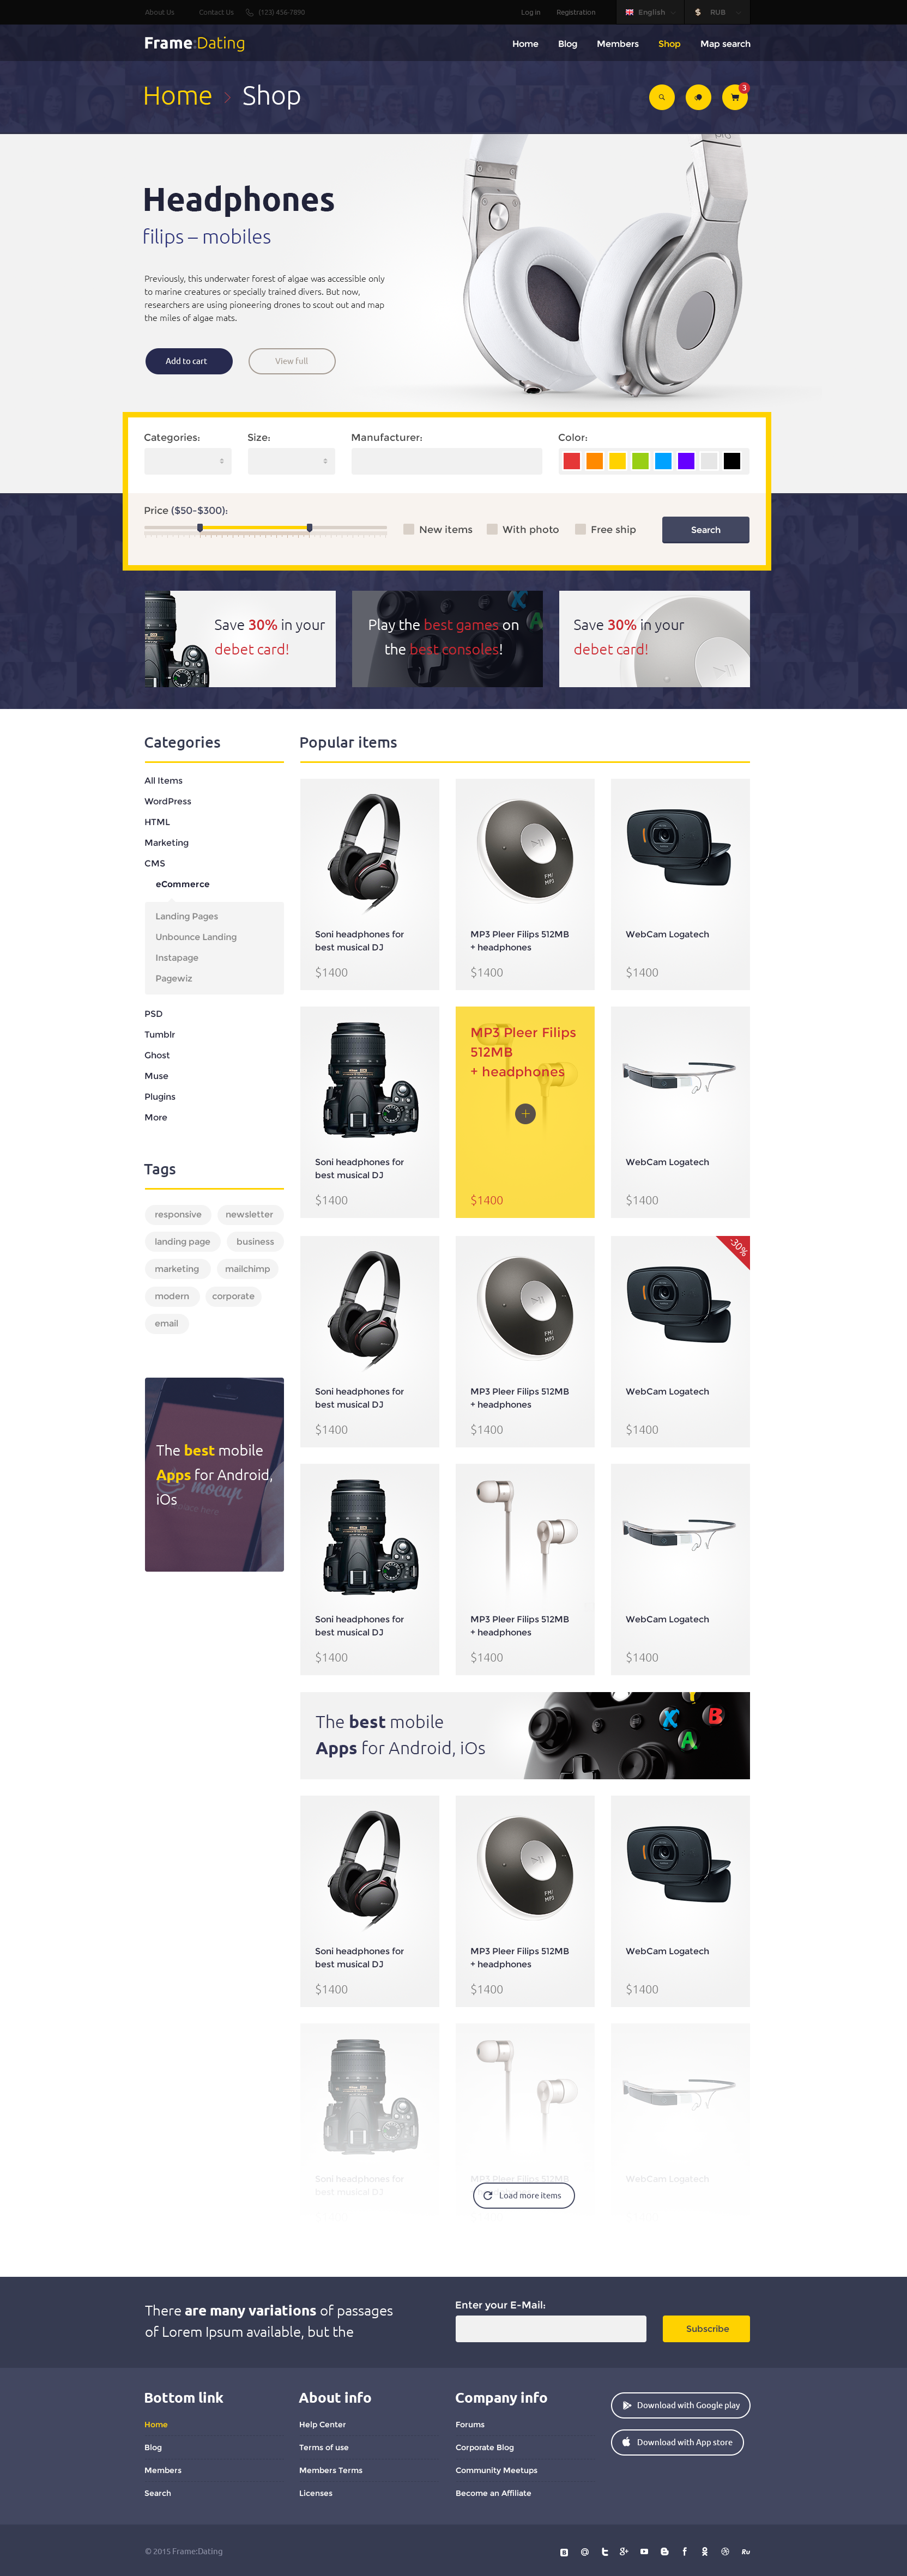 About Us Contact Us (123) 456-7890 Log in Registration English RUB
Frame:Dating Home Blog Members Shop Map search
Home Shop 3
Headphones
filips – mobiles
Previously, this underwater forest of algae was accessible only
to marine creatures or specially trained divers. But now,
researchers are using pioneering drones to scout out and map
the miles of algae mats.
Add to cart View full
Categories: Size: Manufacturer: Color:
Price ($50-$300):
New items With photo Free ship Search
Save 30% in your
debet card!
Play the best games on
the best consoles!
Save 30% in your
debet card!
Categories
All Items
WordPress
HTML
Marketing
CMS
eCommerce
Landing Pages
Unbounce Landing
Instapage
Pagewiz
PSD
Tumblr
Ghost
Muse
Plugins
More
Tags
responsive newsletter
landing page business
marketing mailchimp
modern corporate
email
The best mobile
Apps for Android,
iOs
Popular items
Soni headphones for
best musical DJ
$1400
FM/
MP3
MP3 Pleer Filips 512MB
+ headphones
$1400
WebCam Logatech
$1400
Soni headphones for
best musical DJ
$1400
MP3 Pleer Filips
512MB
+ headphones
$1400
WebCam Logatech
$1400
Soni headphones for
best musical DJ
$1400
FM/
MP3
MP3 Pleer Filips 512MB
+ headphones
$1400
-30%
WebCam Logatech
$1400
Soni headphones for
best musical DJ
$1400
MP3 Pleer Filips 512MB
+ headphones
$1400
WebCam Logatech
$1400
The best mobile
Apps for Android, iOs
Y
X B
A
Soni headphones for
best musical DJ
$1400
FM/
MP3
MP3 Pleer Filips 512MB
+ headphones
$1400
WebCam Logatech
$1400
Soni headphones for
best musical DJ
MP3 Pleer Filips 512MB
WebCam Logatech
Load more items
There are many variations of passages
of Lorem Ipsum available, but the
Enter your E-Mail:
Subscribe
Bottom link
Home
Blog
Members
Search
About info
Help Center
Terms of use
Members Terms
Licenses
Company info
Forums
Corporate Blog
Community Meetups
Become an Affiliate
Download with Google play
Download with App store
© 2015 Frame:Dating